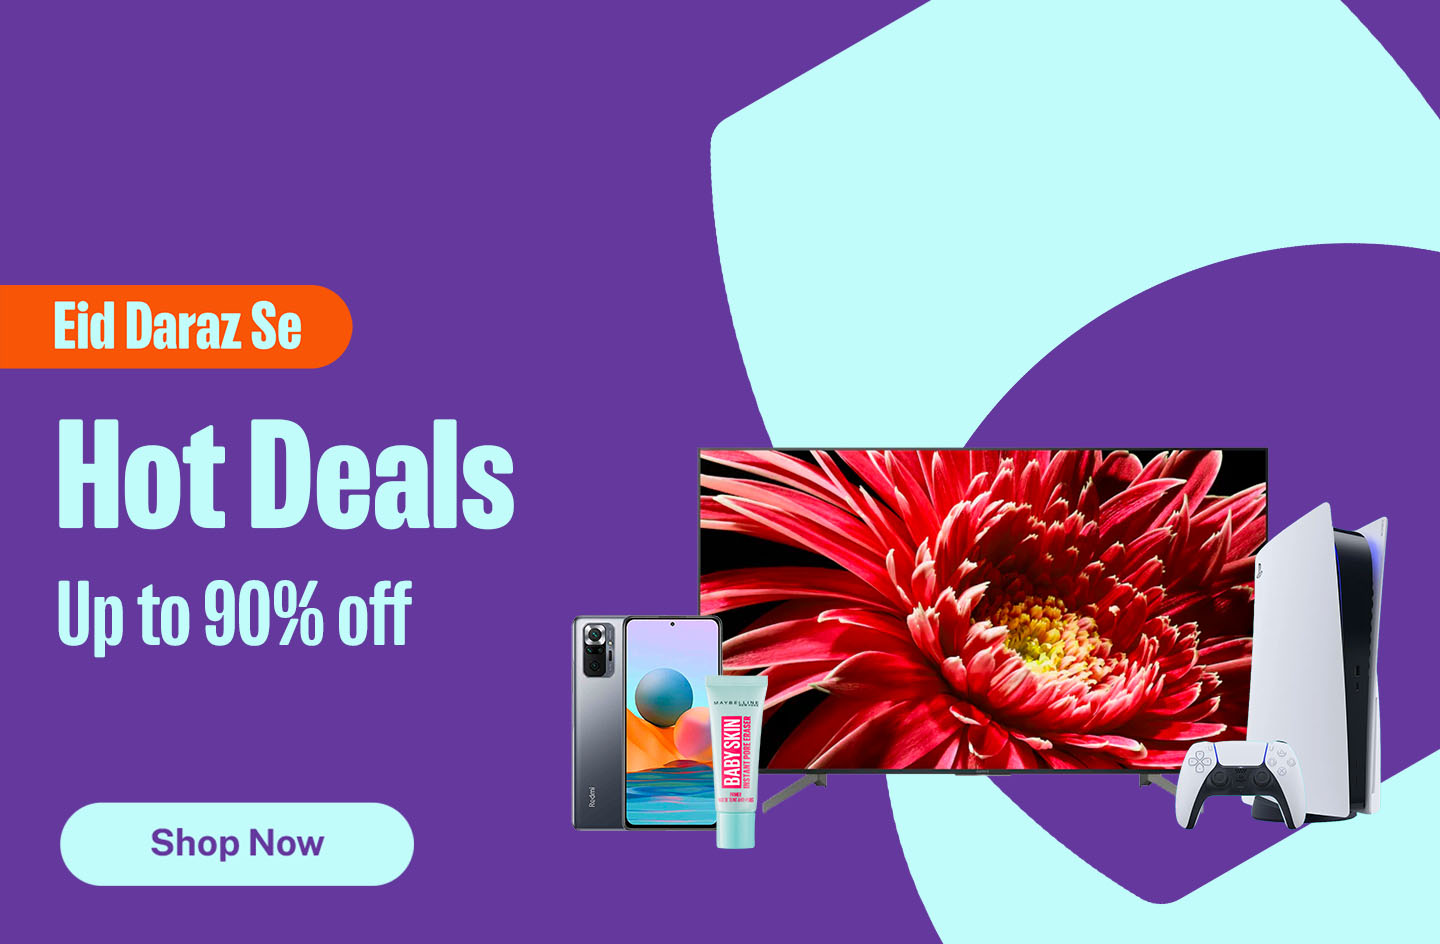 Eid Daraz Se
Hot Deals
Up to 90% off
Shop Now
Redmi
MAYBELLINE
BABY SKIN
INSTANT PORE ERASER